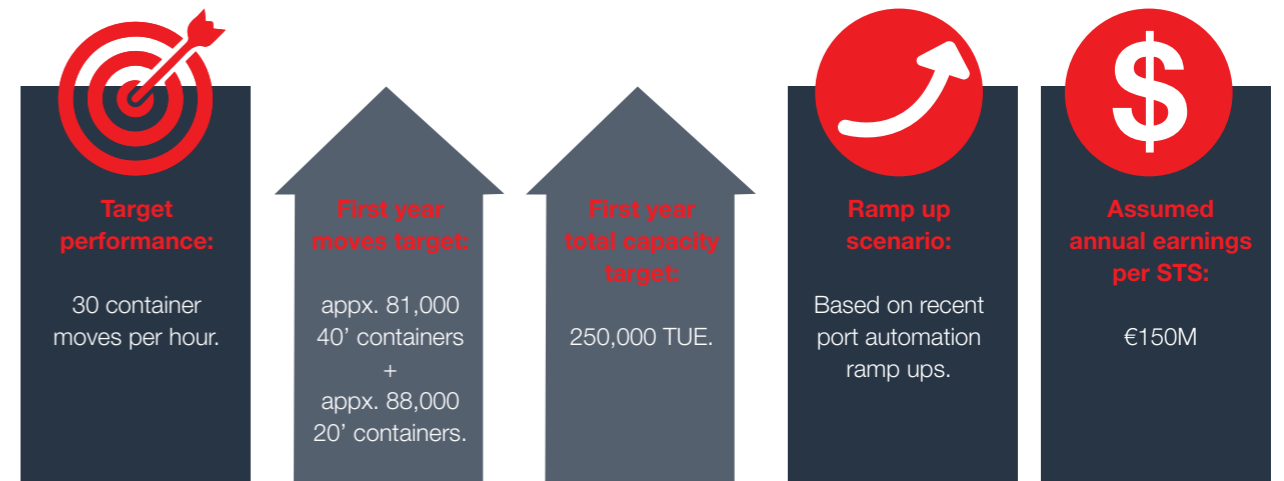 Target
performance:
30 container
moves per hour.
First year
moves target:
appx. 81,000
40’ containers
+
appx. 88,000
20’ containers.
First year
total capacity
target:
250,000 TUE.
Ramp up
scenario:
Based on recent
port automation
ramp ups.
$
Assumed
annual earnings
per STS:
€150M